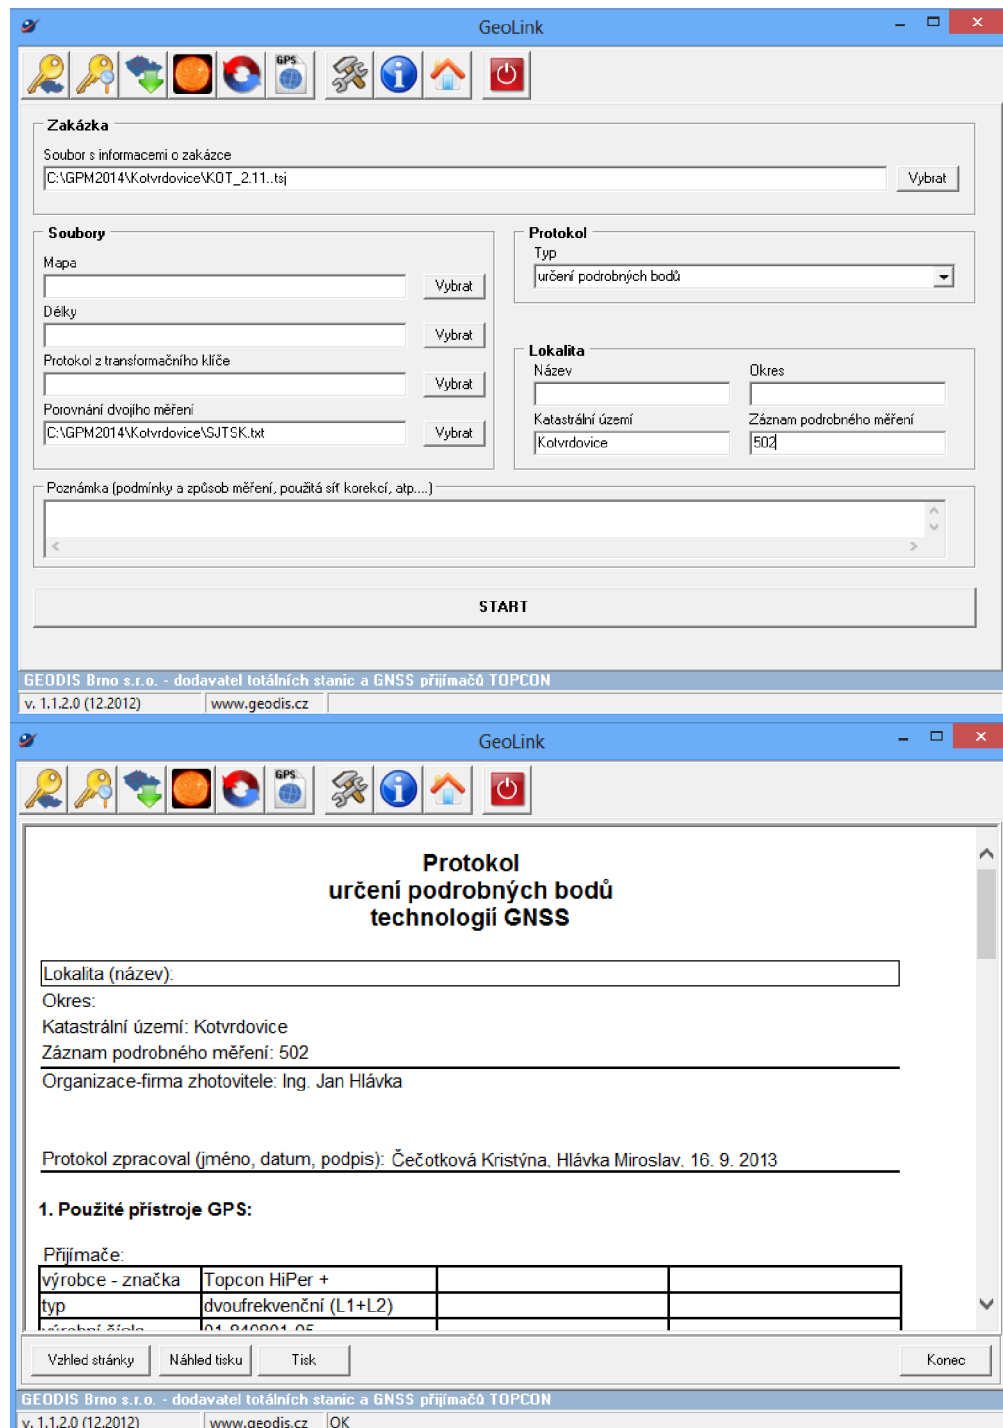 GeoLink
GPS
Zakázka
Soubor s informacemi o zakázce
C:\GPM2014\Kotvrdovice\KOT_2.11..tsj
Vybrat
Soubory
Mapa
Vybrat
Délky
Vybrat
Protokol z transformačního klíče
Vybrat
Porovnání dvojího měření
C:\GPM2014\Kotvrdovice\SJTSK.txt
Vybrat
Protokol
Typ
určení podrobných bodů
Lokalita
Název
Okres
Katastrální území
Záznam podrobného měření
Kotvrdovice
502
Poznámka (podmínky a způsob měření, použitá síť korekcí, atp....)
START
GEODIS Brno s.r.o. - dodavatel totálních stanic a GNSS přijímačů TOPCON
v. 1.1.2.0 (12.2012)
www.geodis.cz
GeoLink
GPS
Protokol
určení podrobných bodů
technologií GNSS
Lokalita (název):
Okres:
Katastrální území: Kotvrdovice
Záznam podrobného měření: 502
Organizace-firma zhotovitele: Ing. Jan Hlávka
Protokol zpracoval (jméno, datum, podpis): Čečotková Kristýna, Hlávka Miroslav, 16. 9. 2013
1. Použité přístroje GPS:
Přijímače:
výrobce - značka Topcon HiPer +
typ dvoufrekvenční (L1+L2)
výrobní číslo 01-840801-05
Vzhled stránky
Náhled tisku
Tisk
Konec
GEODIS Brno s.r.o. - dodavatel totálních stanic a GNSS přijímačů TOPCON
v. 1.1.2.0 (12.2012)
www.geodis.cz
OK